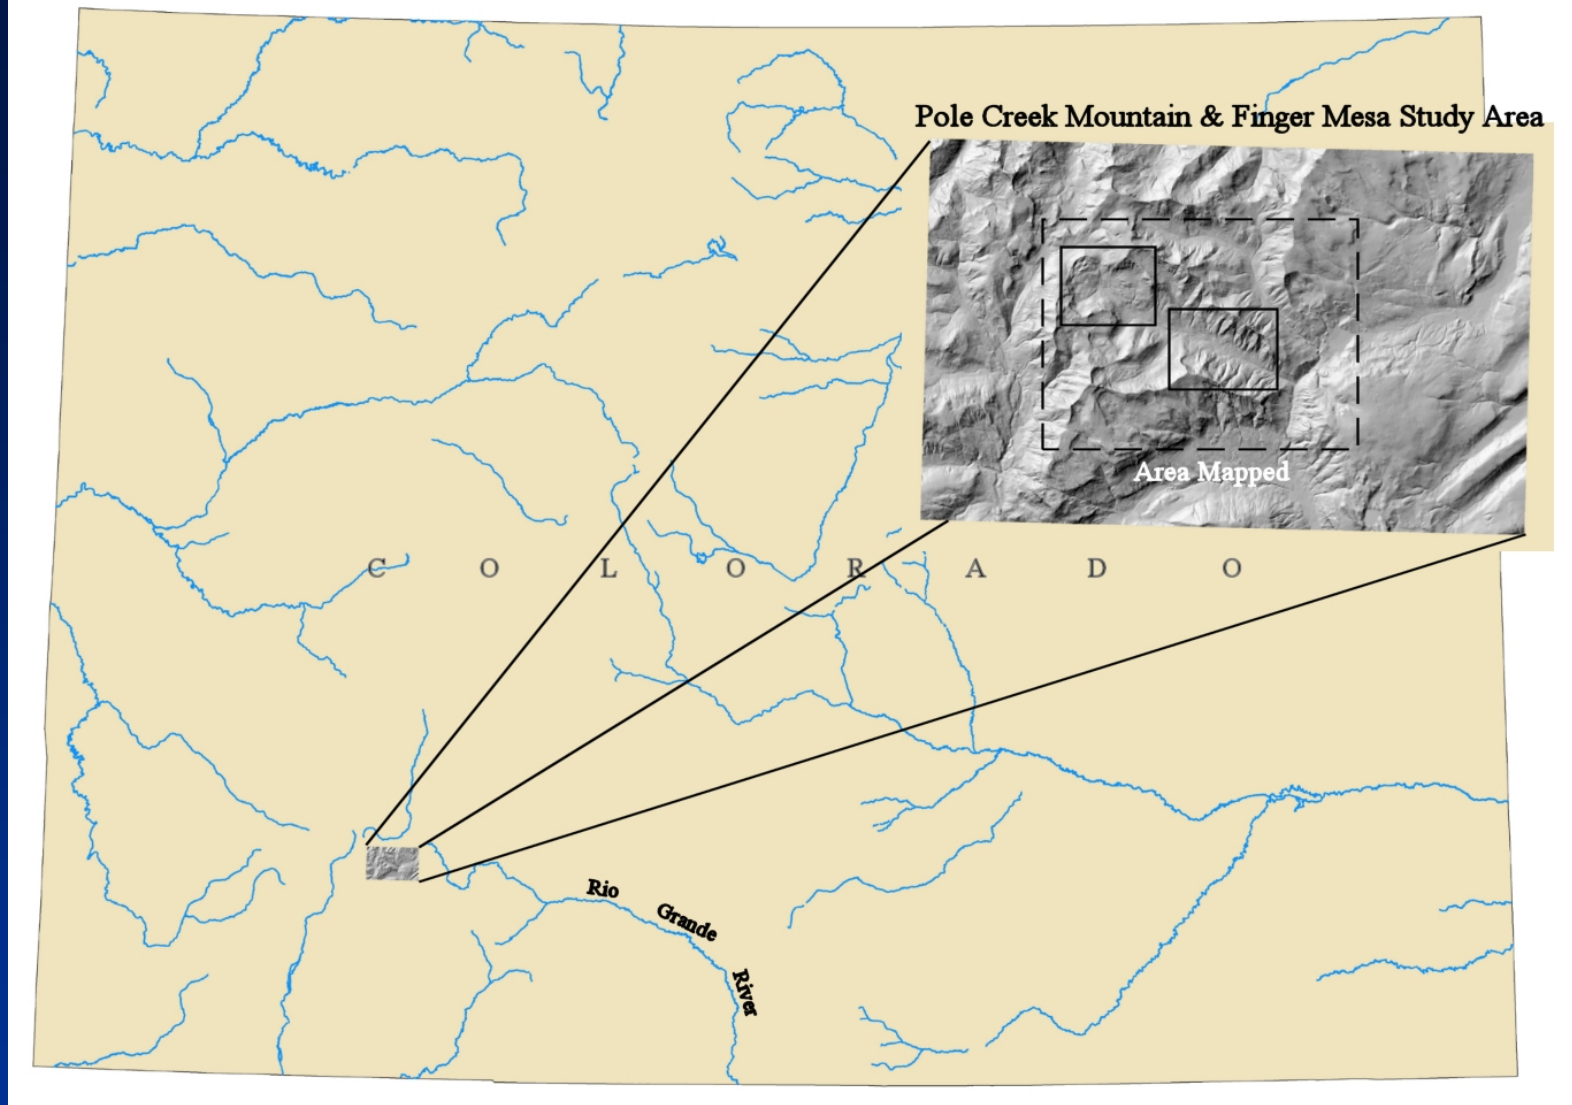 Pole Creek Mountain & Finger Mesa Study Area
Area Mapped
C O L O R A D O
Rio
Grande
River